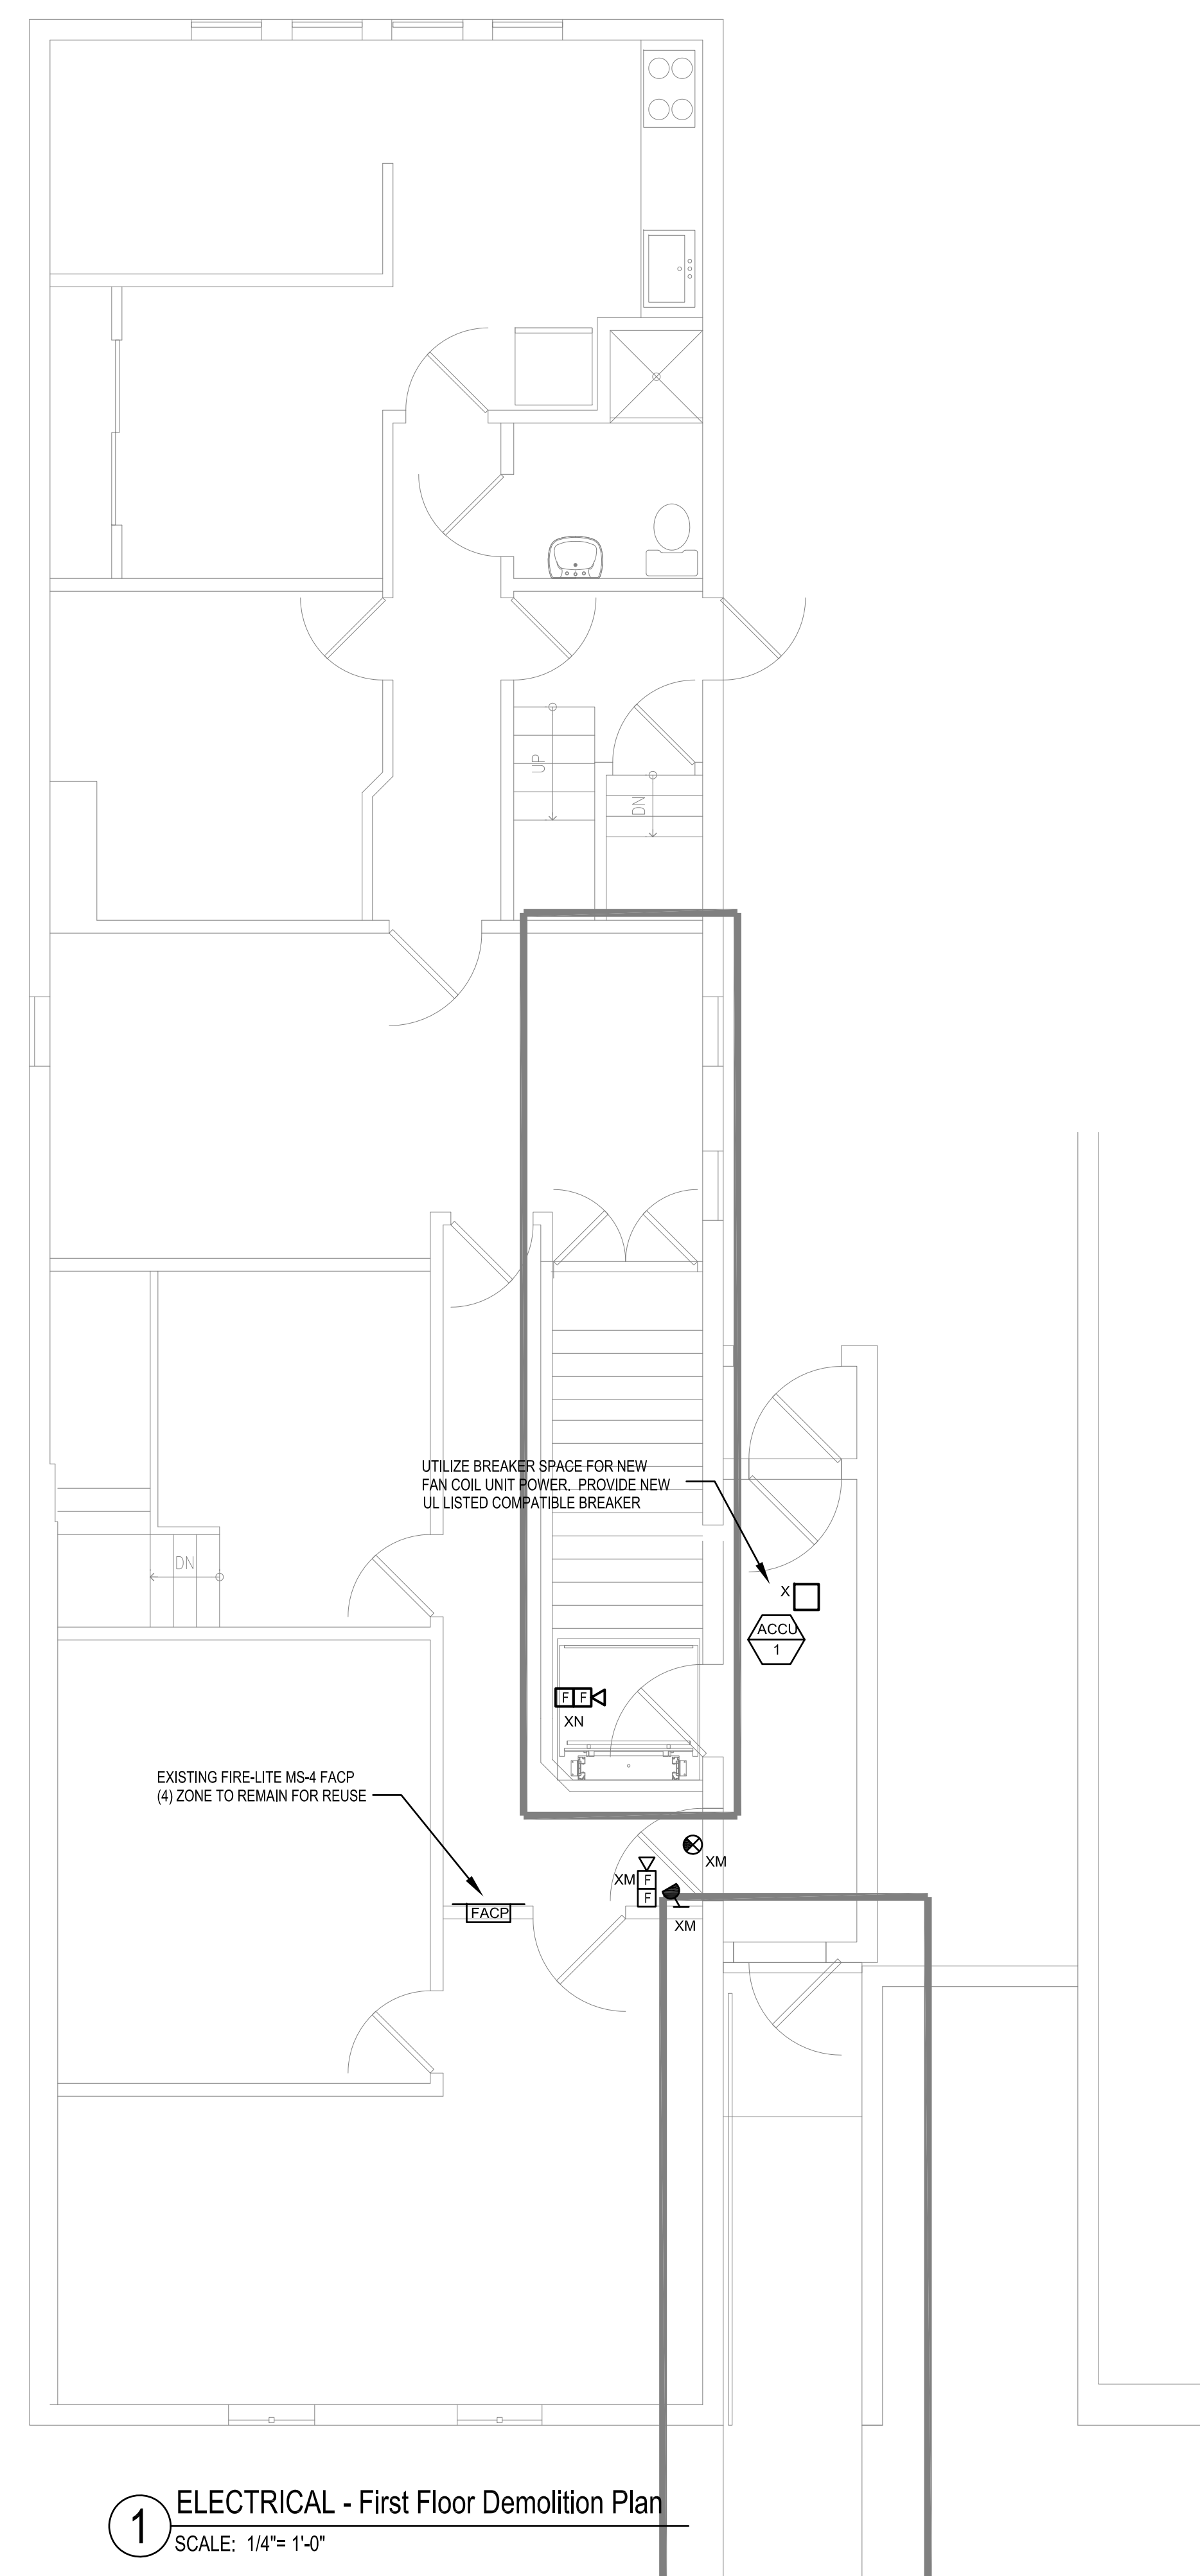 UP
DN
UTILIZE BREAKER SPACE FOR NEW
FAN COIL UNIT POWER. PROVIDE NEW
UL LISTED COMPATIBLE BREAKER
DN
X
ACCU
1
F F
XN
EXISTING FIRE-LITE MS-4 FACP
(4) ZONE TO REMAIN FOR REUSE
XM
XM
F
F
FACP
XM
1
ELECTRICAL - First Floor Demolition Plan
SCALE: 1/4"= 1'-0"